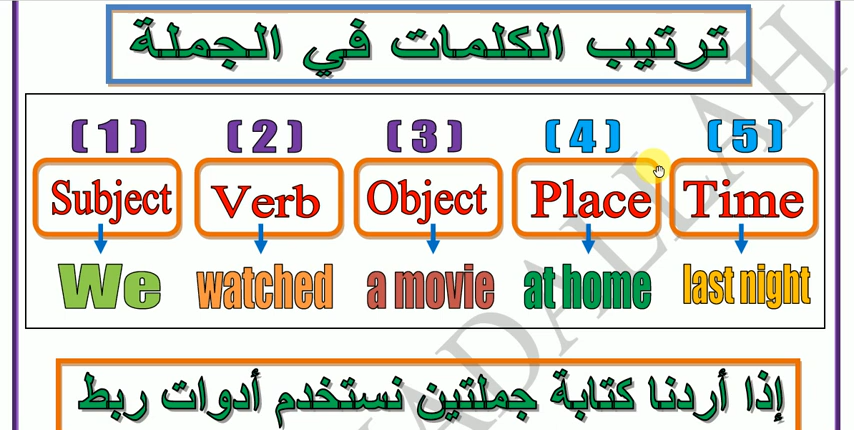 ترتيب الكلمات في الجملة
(1) (2) (3) (4) (5)
Subject Verb Object Place Time
We watched a movie at home last night
إذا أردنا كتابة جملتين نستخدم أدوات ربط
ADALLAH